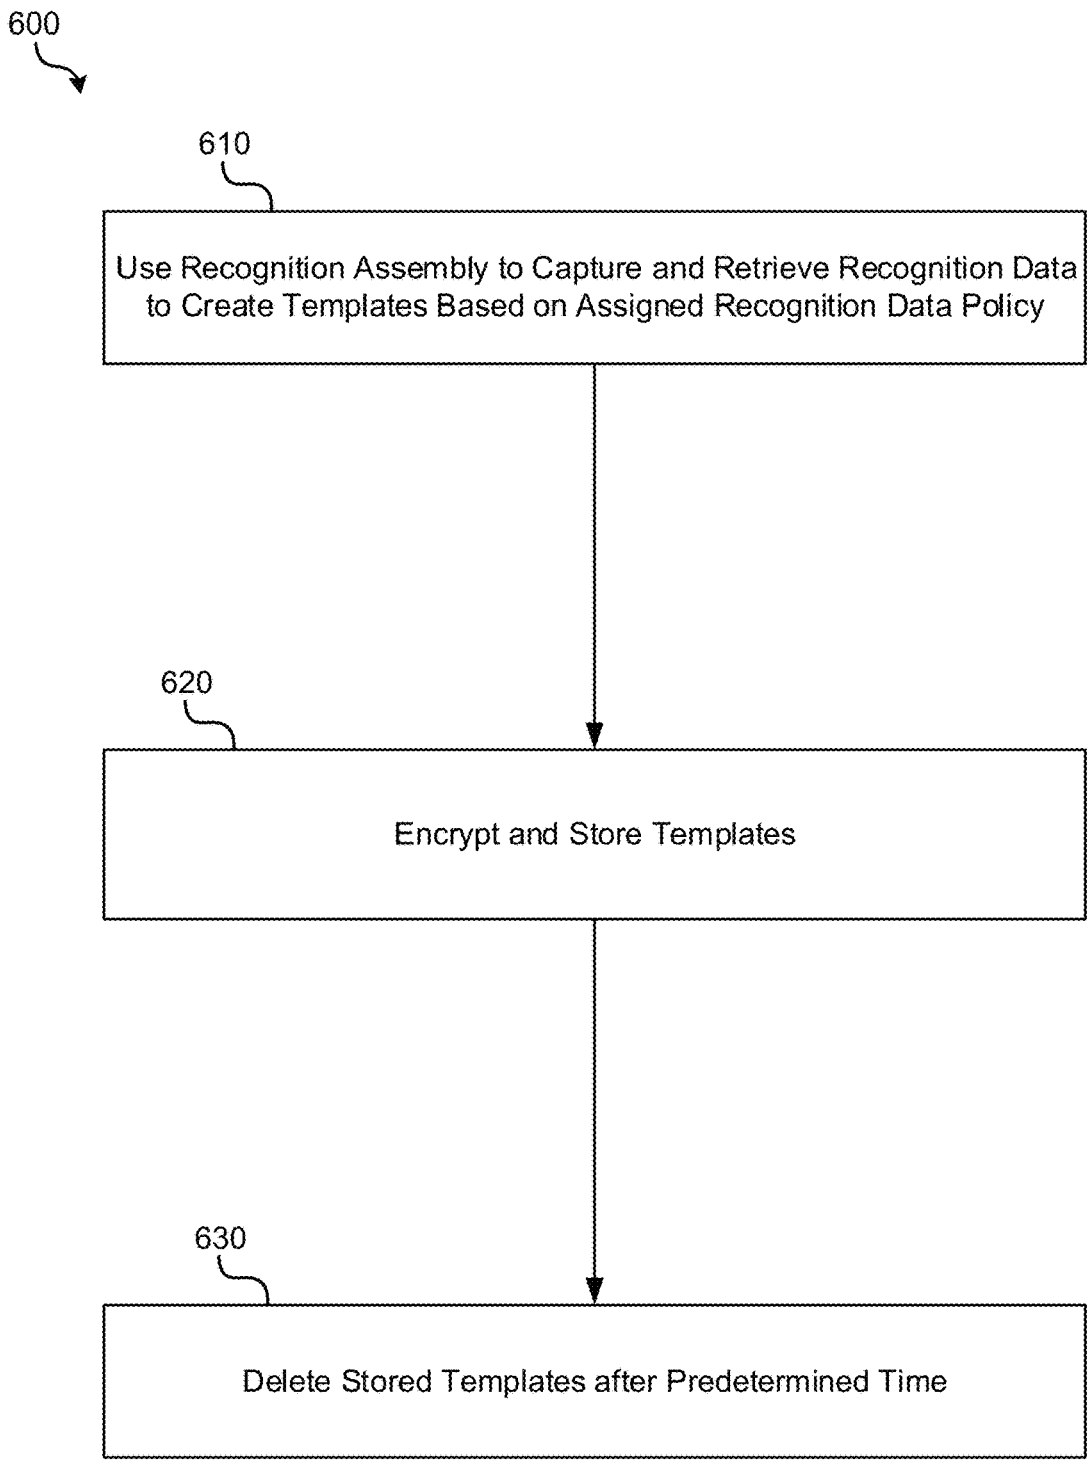 600
610
Use Recognition Assembly to Capture and Retrieve Recognition Data
to Create Templates Based on Assigned Recognition Data Policy
620
Encrypt and Store Templates
630
Delete Stored Templates after Predetermined Time